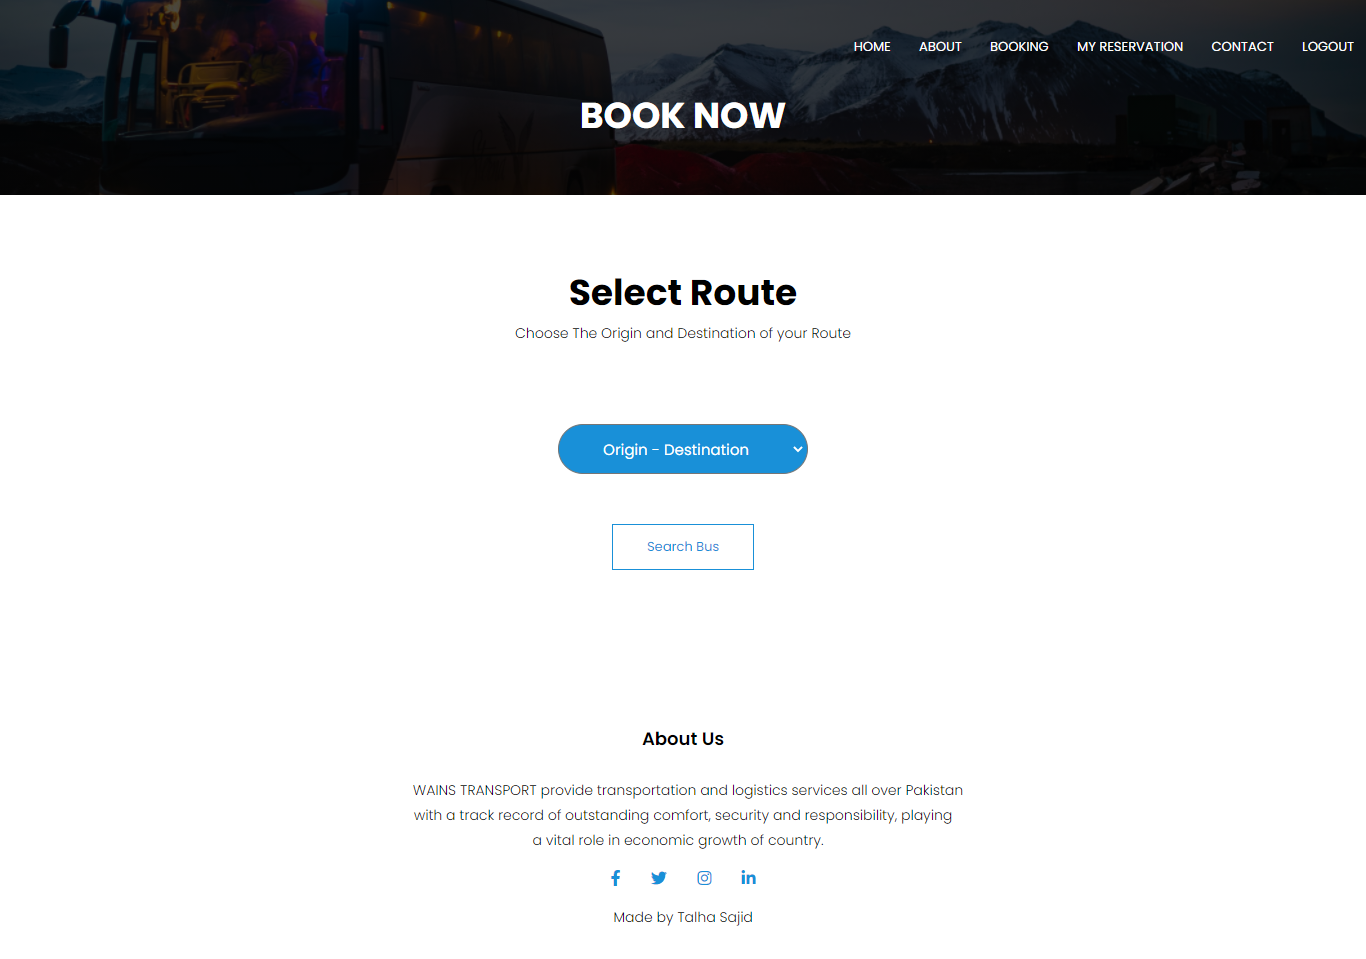 HOME ABOUT BOOKING MY RESERVATION CONTACT LOGOUT
BOOK NOW
Select Route
Choose The Origin and Destination of your Route
Origin - Destination
Search Bus
About Us
WAINS TRANSPORT provide transportation and logistics services all over Pakistan
with a track record of outstanding comfort, security and responsibility, playing
a vital role in economic growth of country.
Made by Talha Sajid